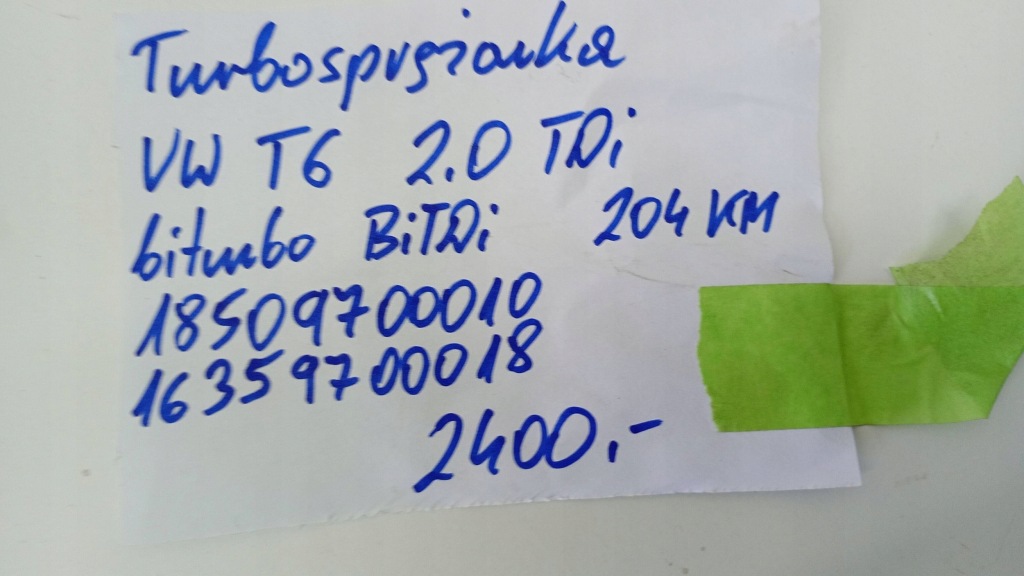 Turbosprężarka
VW T6 2.0 TDi
biturbo BiTDi 204 KM
18509700010
16359700018
2400.-